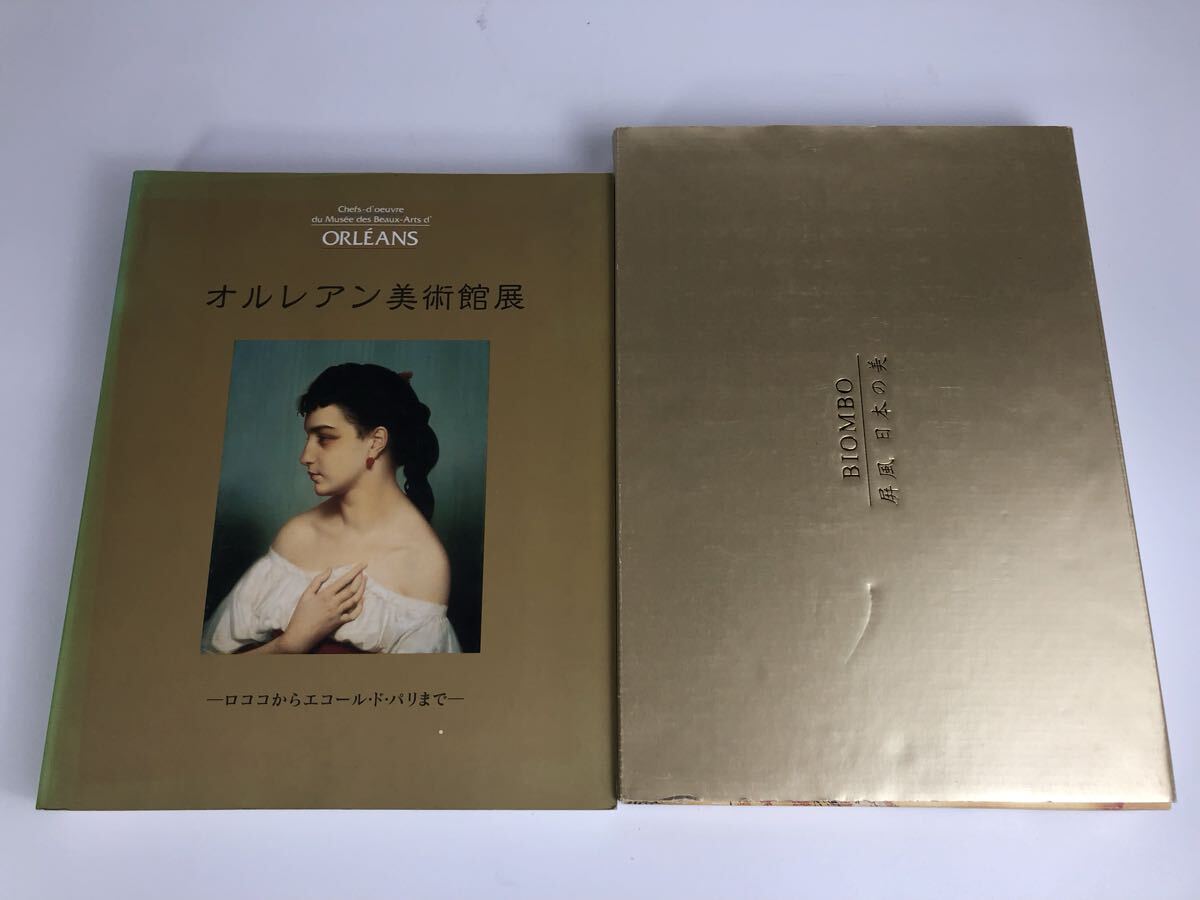 Chefs-d'oeuvre
du Musée des Beaux-Arts d'
ORLÉANS
オルレアン美術館展
—ロココからエコール・ド・パリまで—
BIOMBO
屏風 日本の美